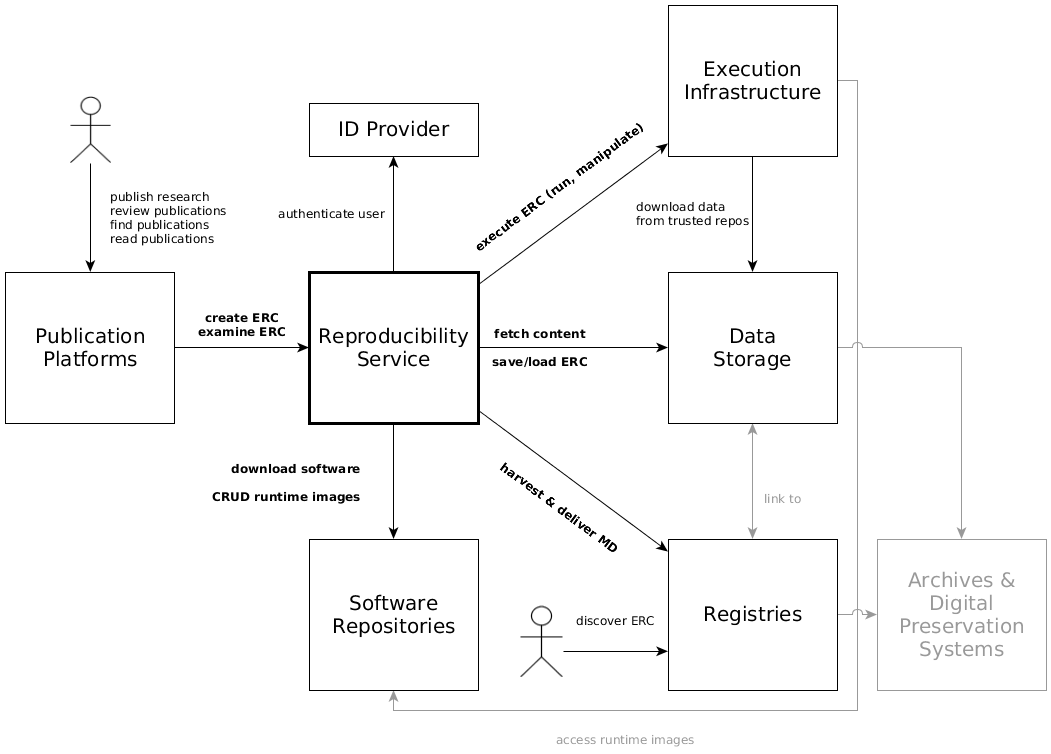 Execution
Infrastructure
ID Provider
execute ERC (run, manipulate)
publish research
review publications
find publications
read publications
authenticate user
download data
from trusted repos
Publication
Platforms
create ERC
examine ERC
Reproducibility
Service
fetch content
save/load ERC
Data
Storage
download software
CRUD runtime images
harvest & deliver MD
link to
Software
Repositories
discover ERC
Registries
Archives &
Digital
Preservation
Systems
access runtime images